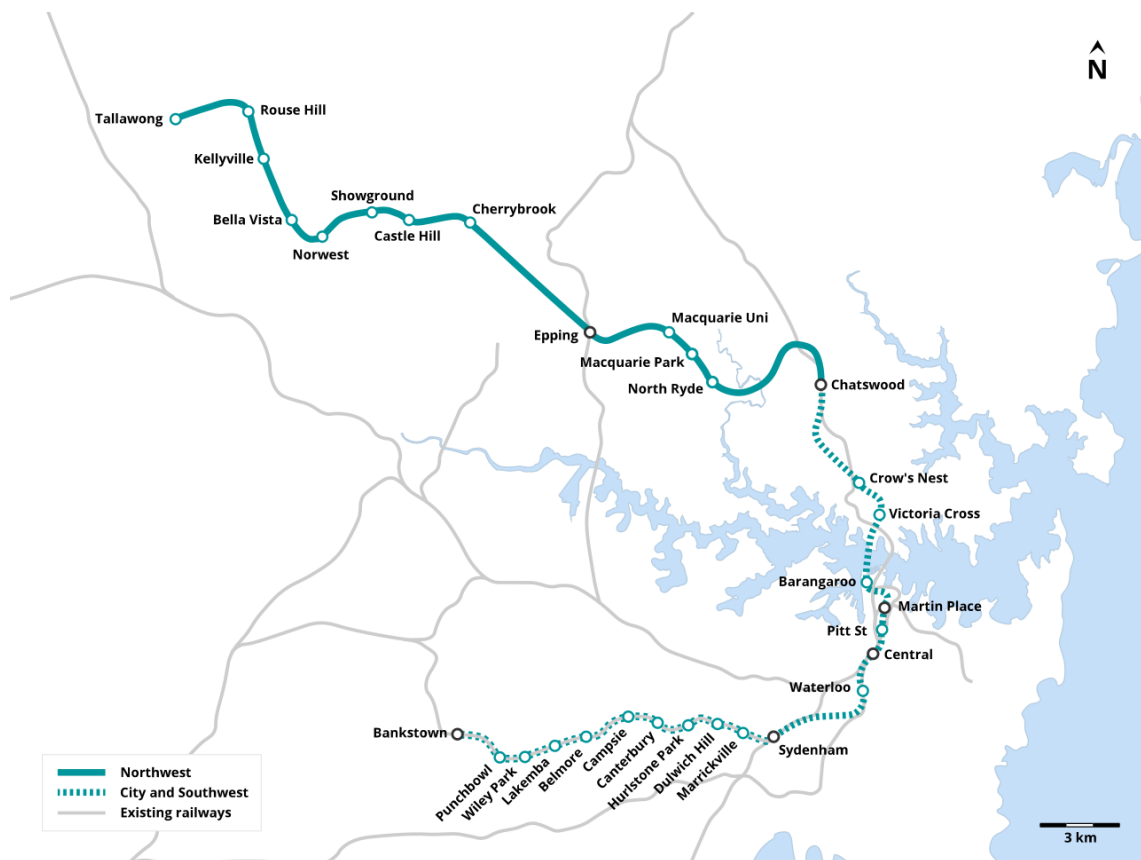 N
Tallawong
Rouse Hill
Kellyville
Bella Vista
Norwest
Showground
Castle Hill
Cherrybrook
Epping
Macquarie Uni
Macquarie Park
North Ryde
Chatswood
Crow's Nest
Victoria Cross
Barangaroo
Martin Place
Pitt St
Central
Waterloo
Sydenham
Marrickville
Dulwich Hill
Hurlstone Park
Canterbury
Campsie
Belmore
Lakemba
Wiley Park
Punchbowl
Bankstown
Northwest
City and Southwest
Existing railways
3 km